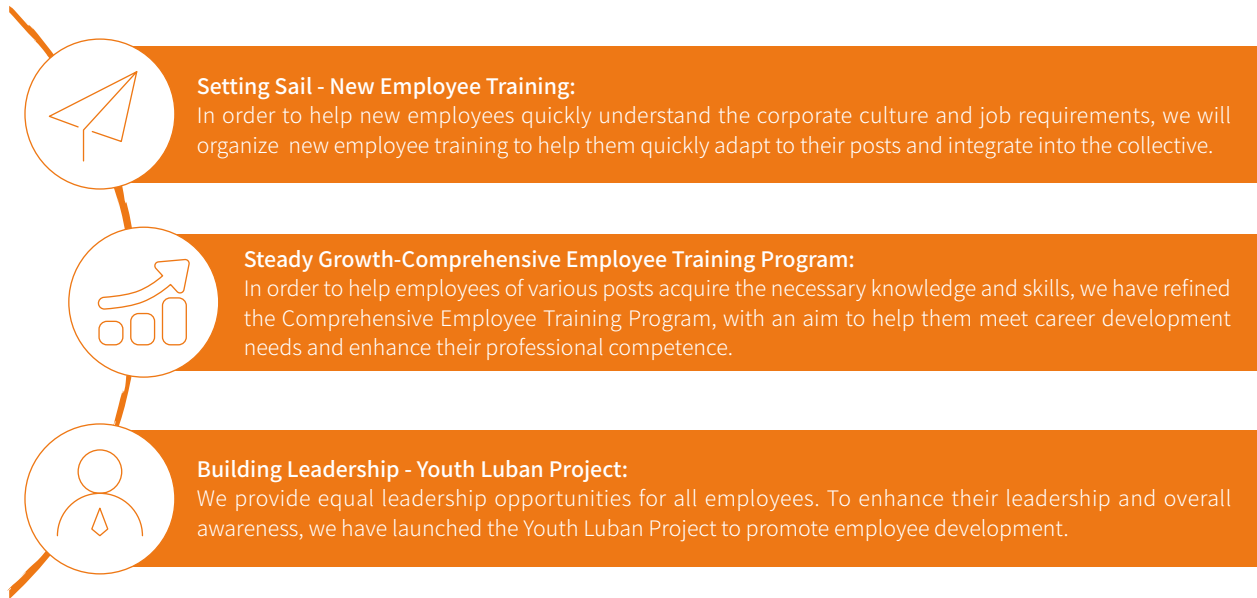 Setting Sail - New Employee Training:
In order to help new employees quickly understand the corporate culture and job requirements, we will
organize new employee training to help them quickly adapt to their posts and integrate into the collective.
Steady Growth-Comprehensive Employee Training Program:
In order to help employees of various posts acquire the necessary knowledge and skills, we have refined
the Comprehensive Employee Training Program, with an aim to help them meet career development
needs and enhance their professional competence.
Building Leadership - Youth Luban Project:
We provide equal leadership opportunities for all employees. To enhance their leadership and overall
awareness, we have launched the Youth Luban Project to promote employee development.